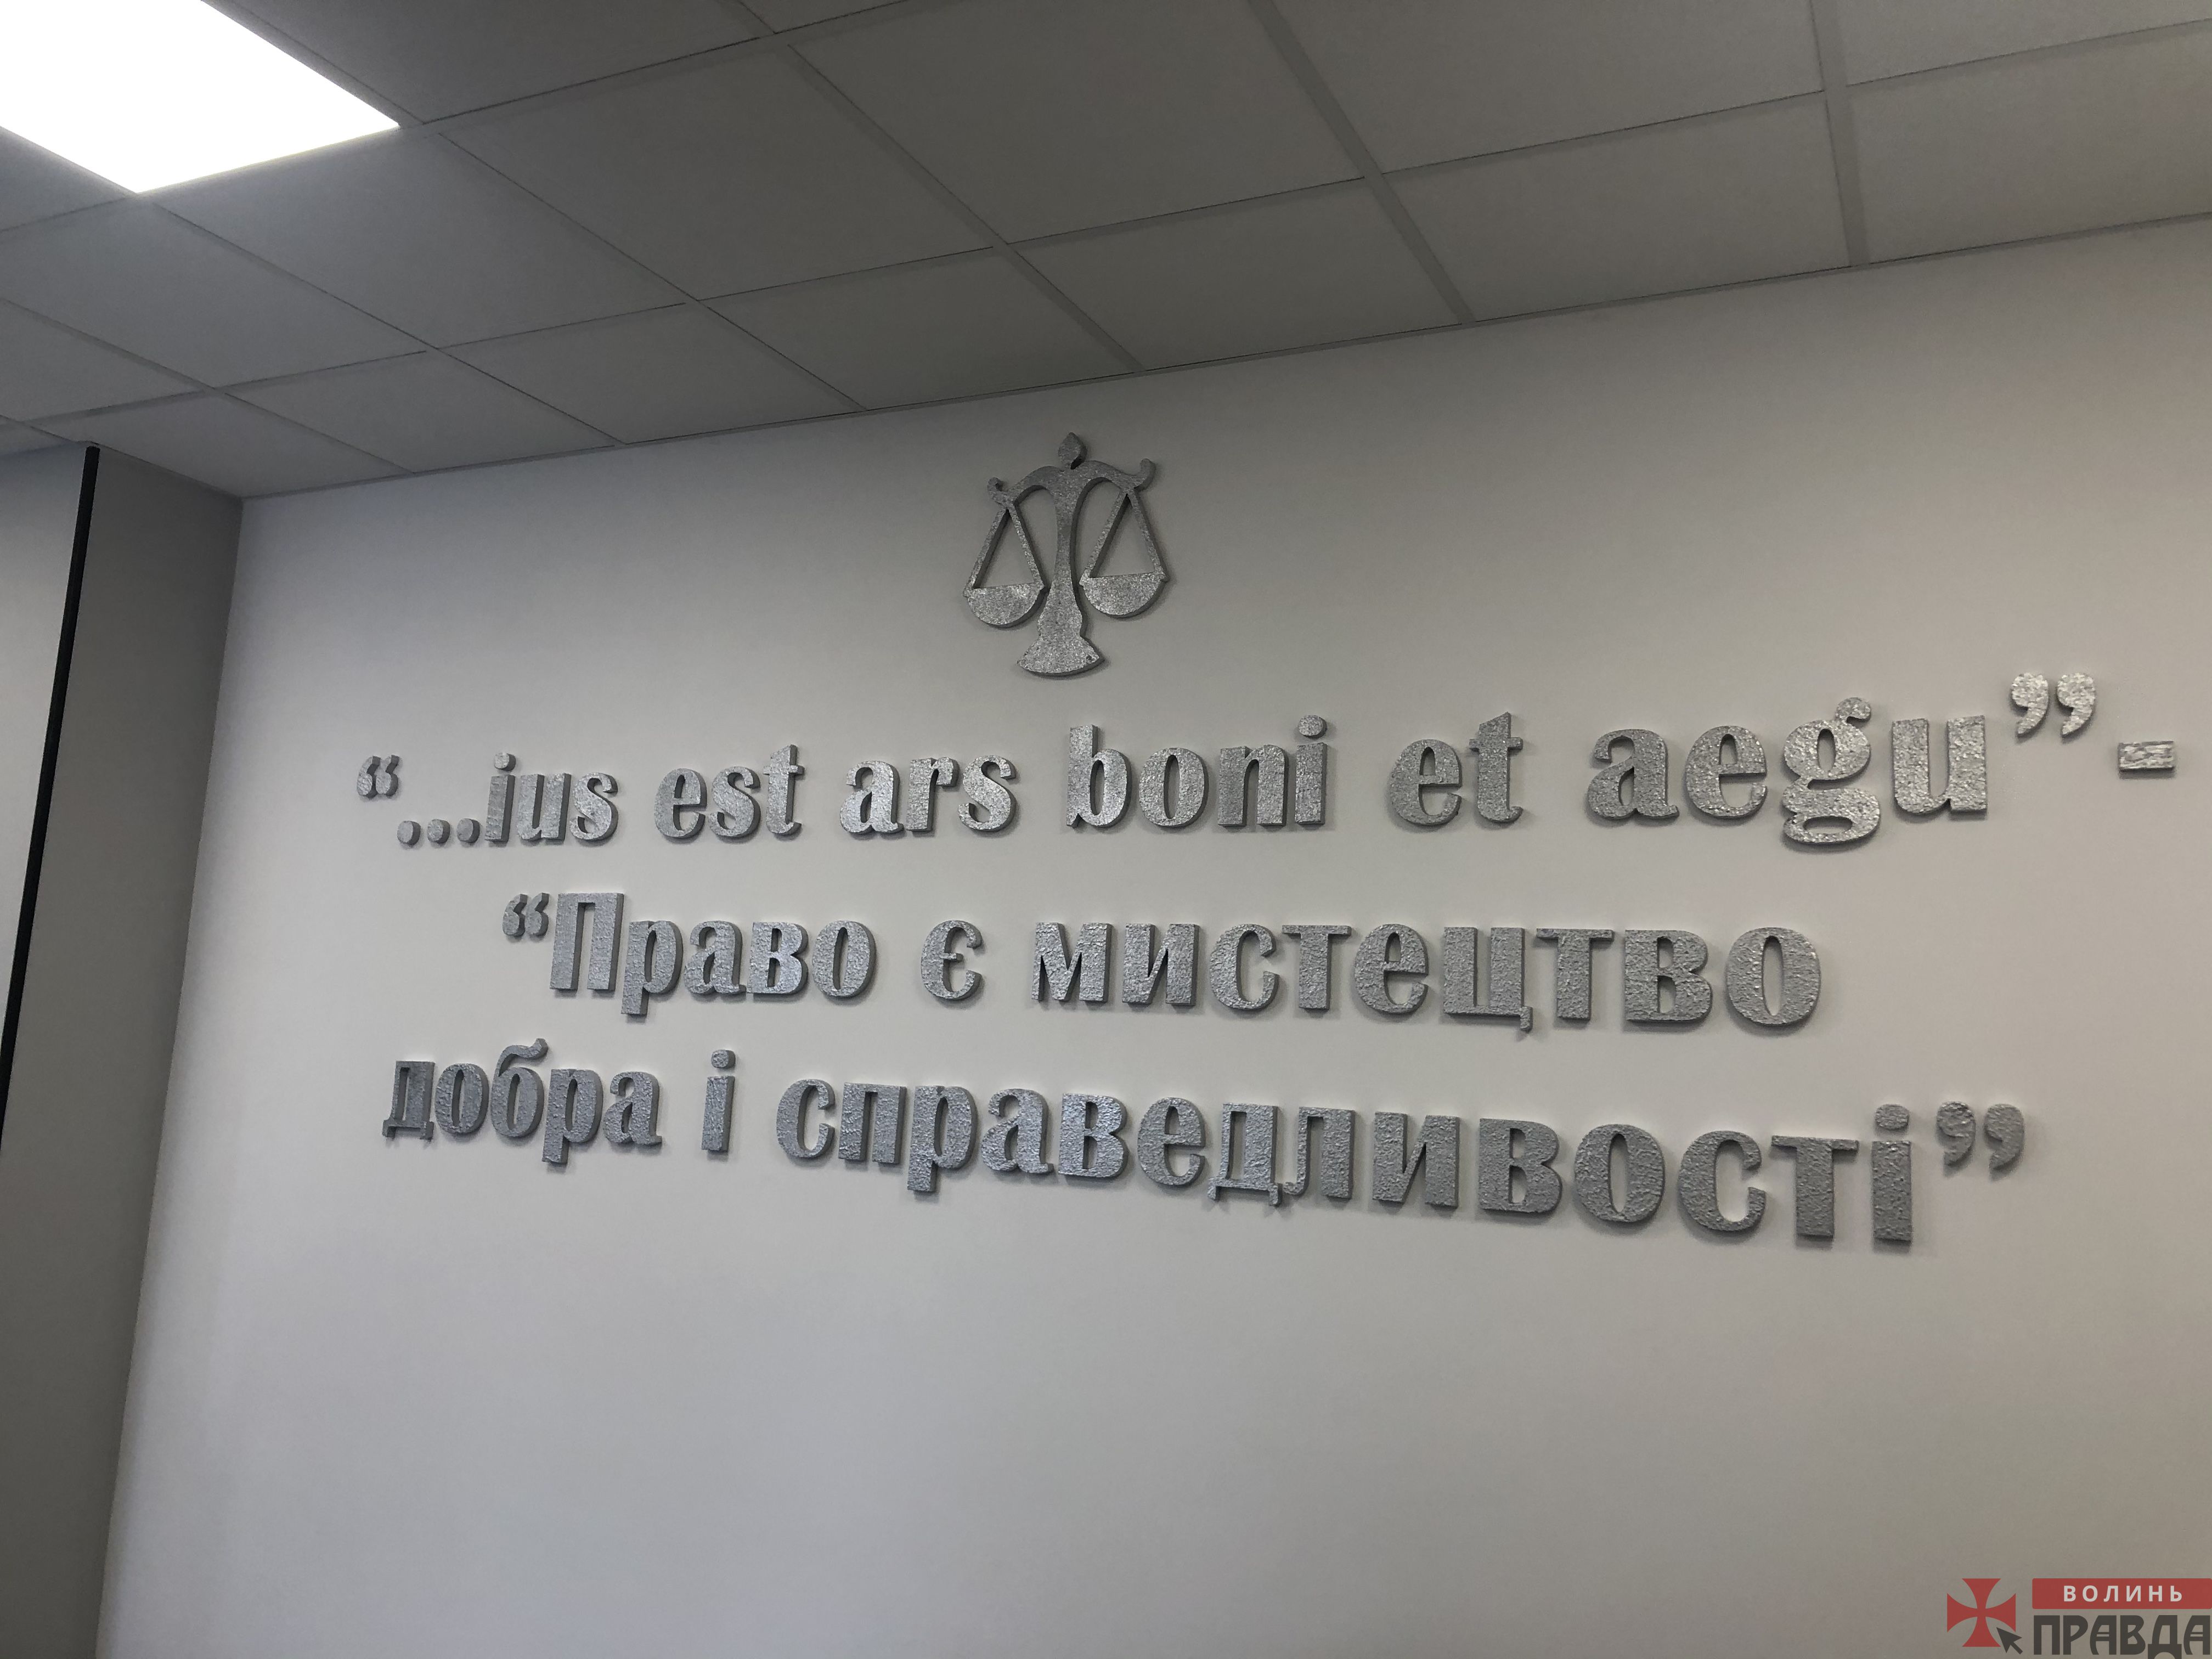 “...ius est ars boni et aegu”-
“Право є мистецтво
добра і справедливості”
ВОЛИНЬ
ПРАВДА